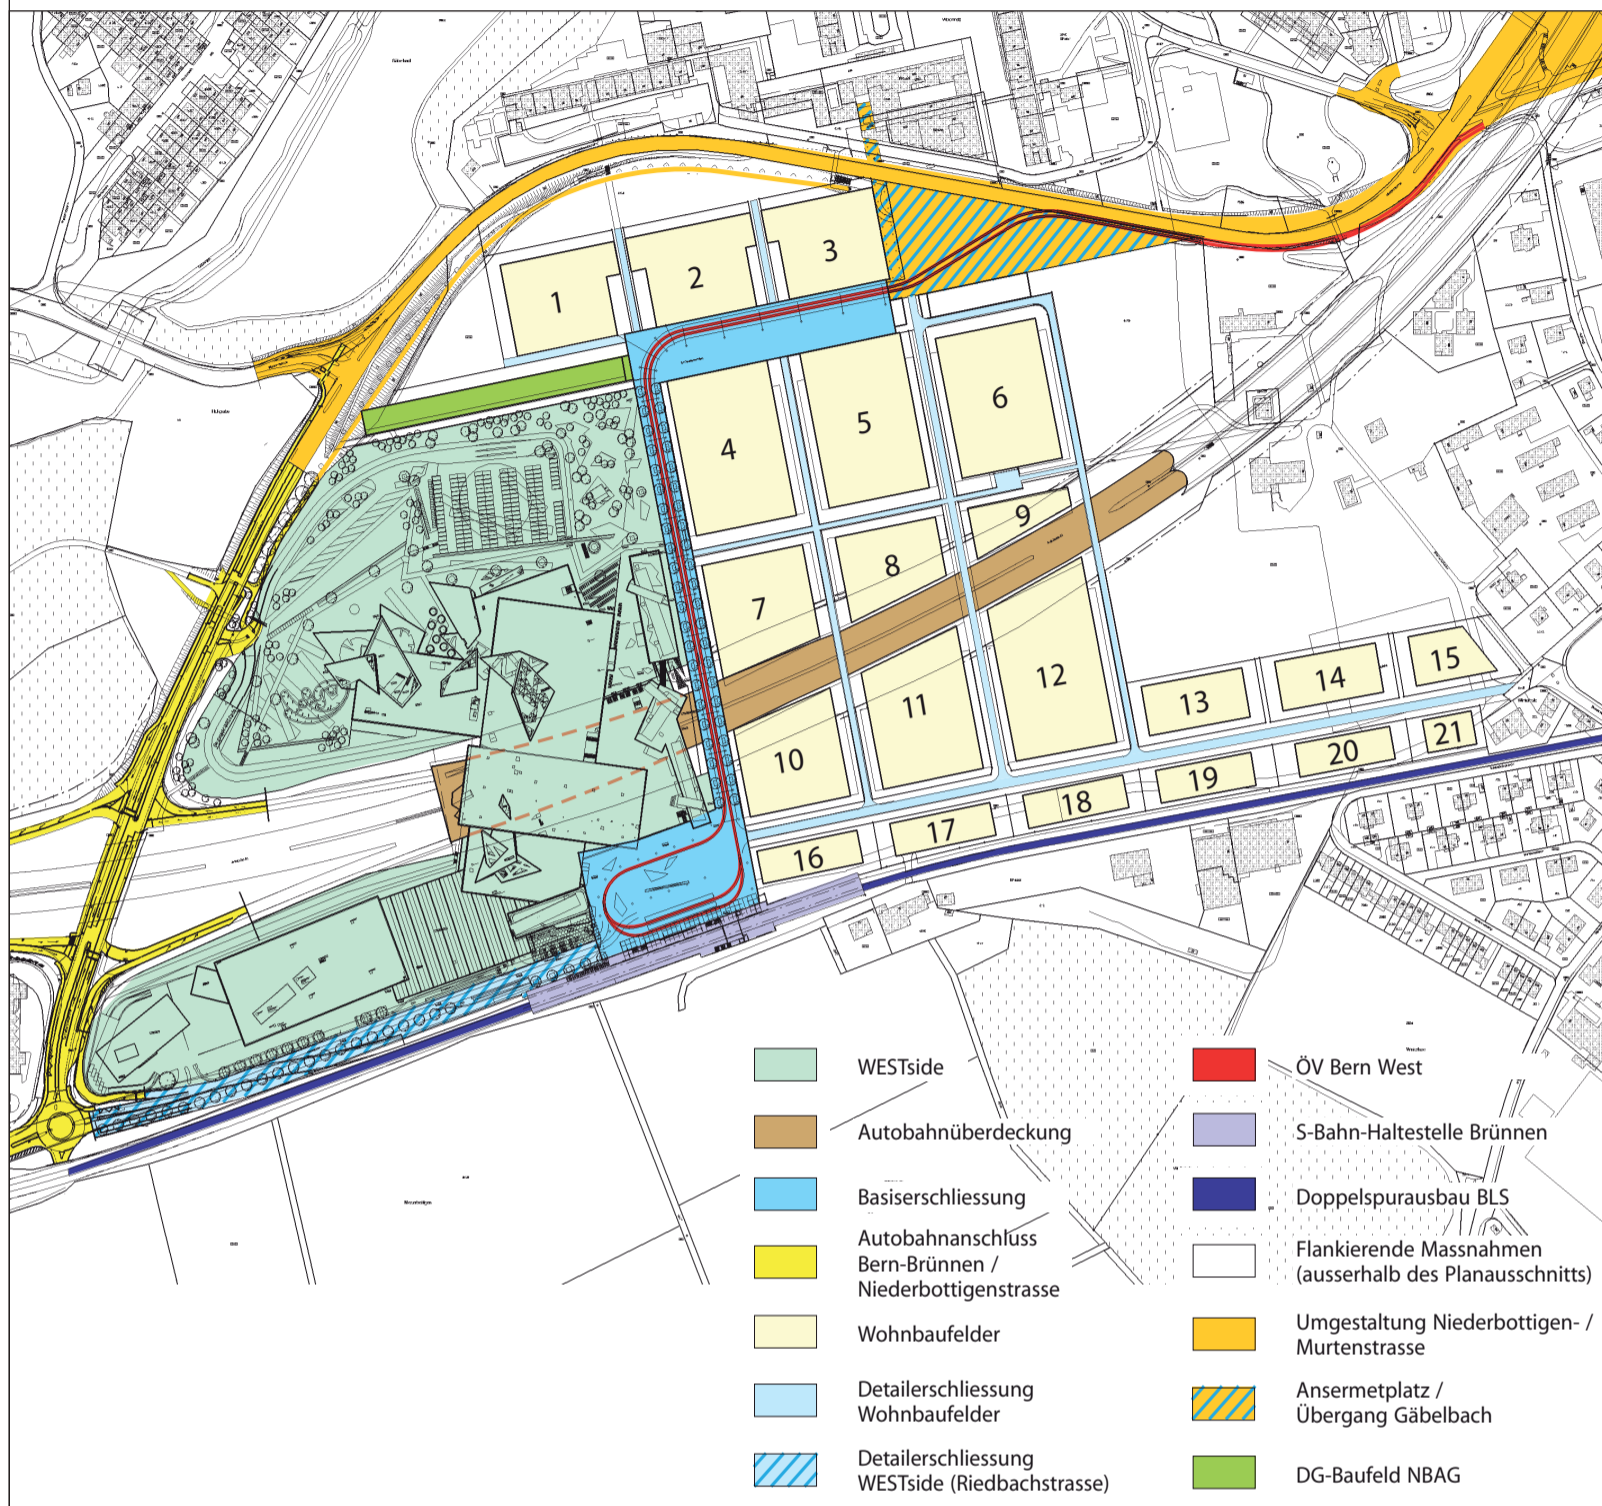 1
2
3
4
5
6
7
8
9
10
11
12
13
14
15
16
17
18
19
20
21
WESTside
Autobahnüberdeckung
Basiserschliessung
Autobahnanschluss
Bern-Brünnen /
Niederbottigenstrasse
Wohnbaufelder
Detailerschliessung
Wohnbaufelder
Detailerschliessung
WESTside (Riedbachstrasse)
ÖV Bern West
S-Bahn-Haltestelle Brünnen
Doppelspurausbau BLS
Flankierende Massnahmen
(ausserhalb des Planausschnitts)
Umgestaltung Niederbottigen- /
Murtenstrasse
Ansermetplatz /
Übergang Gäbelbach
DG-Baufeld NBAG